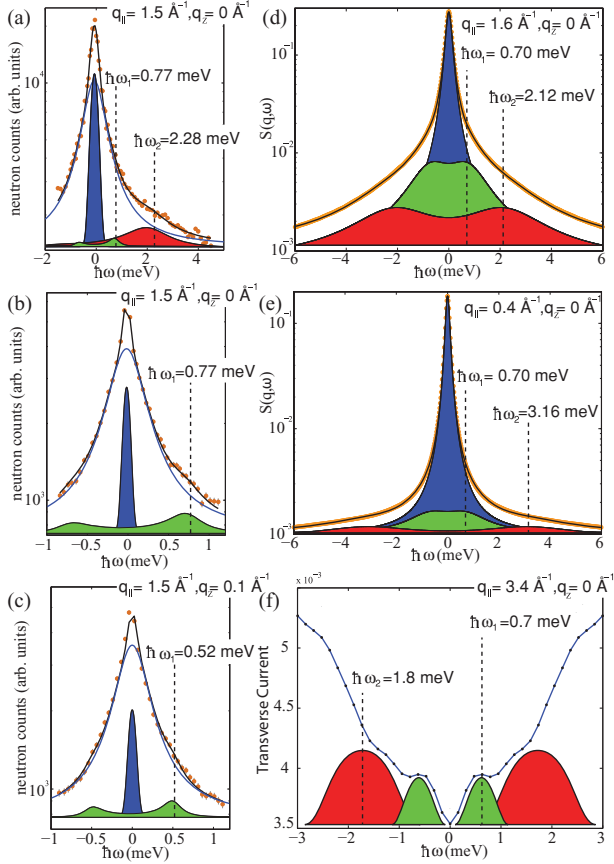 (a)
q|| = 1.5 Å⁻¹,q_z̄=0 Å⁻¹
ħω₁=0.77 meV
ħω₂=2.28 meV
10⁴
neutron counts (arb. units)
−2 0 2 4
ħω(meV)
(b)
q|| = 1.5 Å⁻¹,q_z̄=0 Å⁻¹
ħω₁=0.77 meV
10³
neutron counts (arb. units)
−1 −0.5 0 0.5 1
ħω(meV)
(c)
q|| = 1.5 Å⁻¹,q_z̄=0.1 Å⁻¹
ħω₁=0.52 meV
10³
neutron counts (arb. units)
−1 −0.5 0 0.5 1
ħω(meV)
(d)
q|| = 1.6 Å⁻¹,q_z̄=0 Å⁻¹
ħω₁= 0.70 meV
ħω₂=2.12 meV
10⁻¹
10⁻²
10⁻³
S(q,ω)
−6 −4 −2 0 2 4 6
ħω(meV)
(e)
q|| = 0.4 Å⁻¹,q_z̄=0 Å⁻¹
ħω₁= 0.70 meV
ħω₂=3.16 meV
10⁻¹
10⁻²
10⁻³
S(q,ω)
−6 −4 −2 0 2 4 6
ħω(meV)
(f)
x 10⁻³
q|| = 3.4 Å⁻¹,q_z̄=0 Å⁻¹
ħω₁=0.7 meV
ħω₂=1.8 meV
5
4.5
4
3.5
Transverse Current
−3 −2 −1 0 1 2 3
ħω(meV)